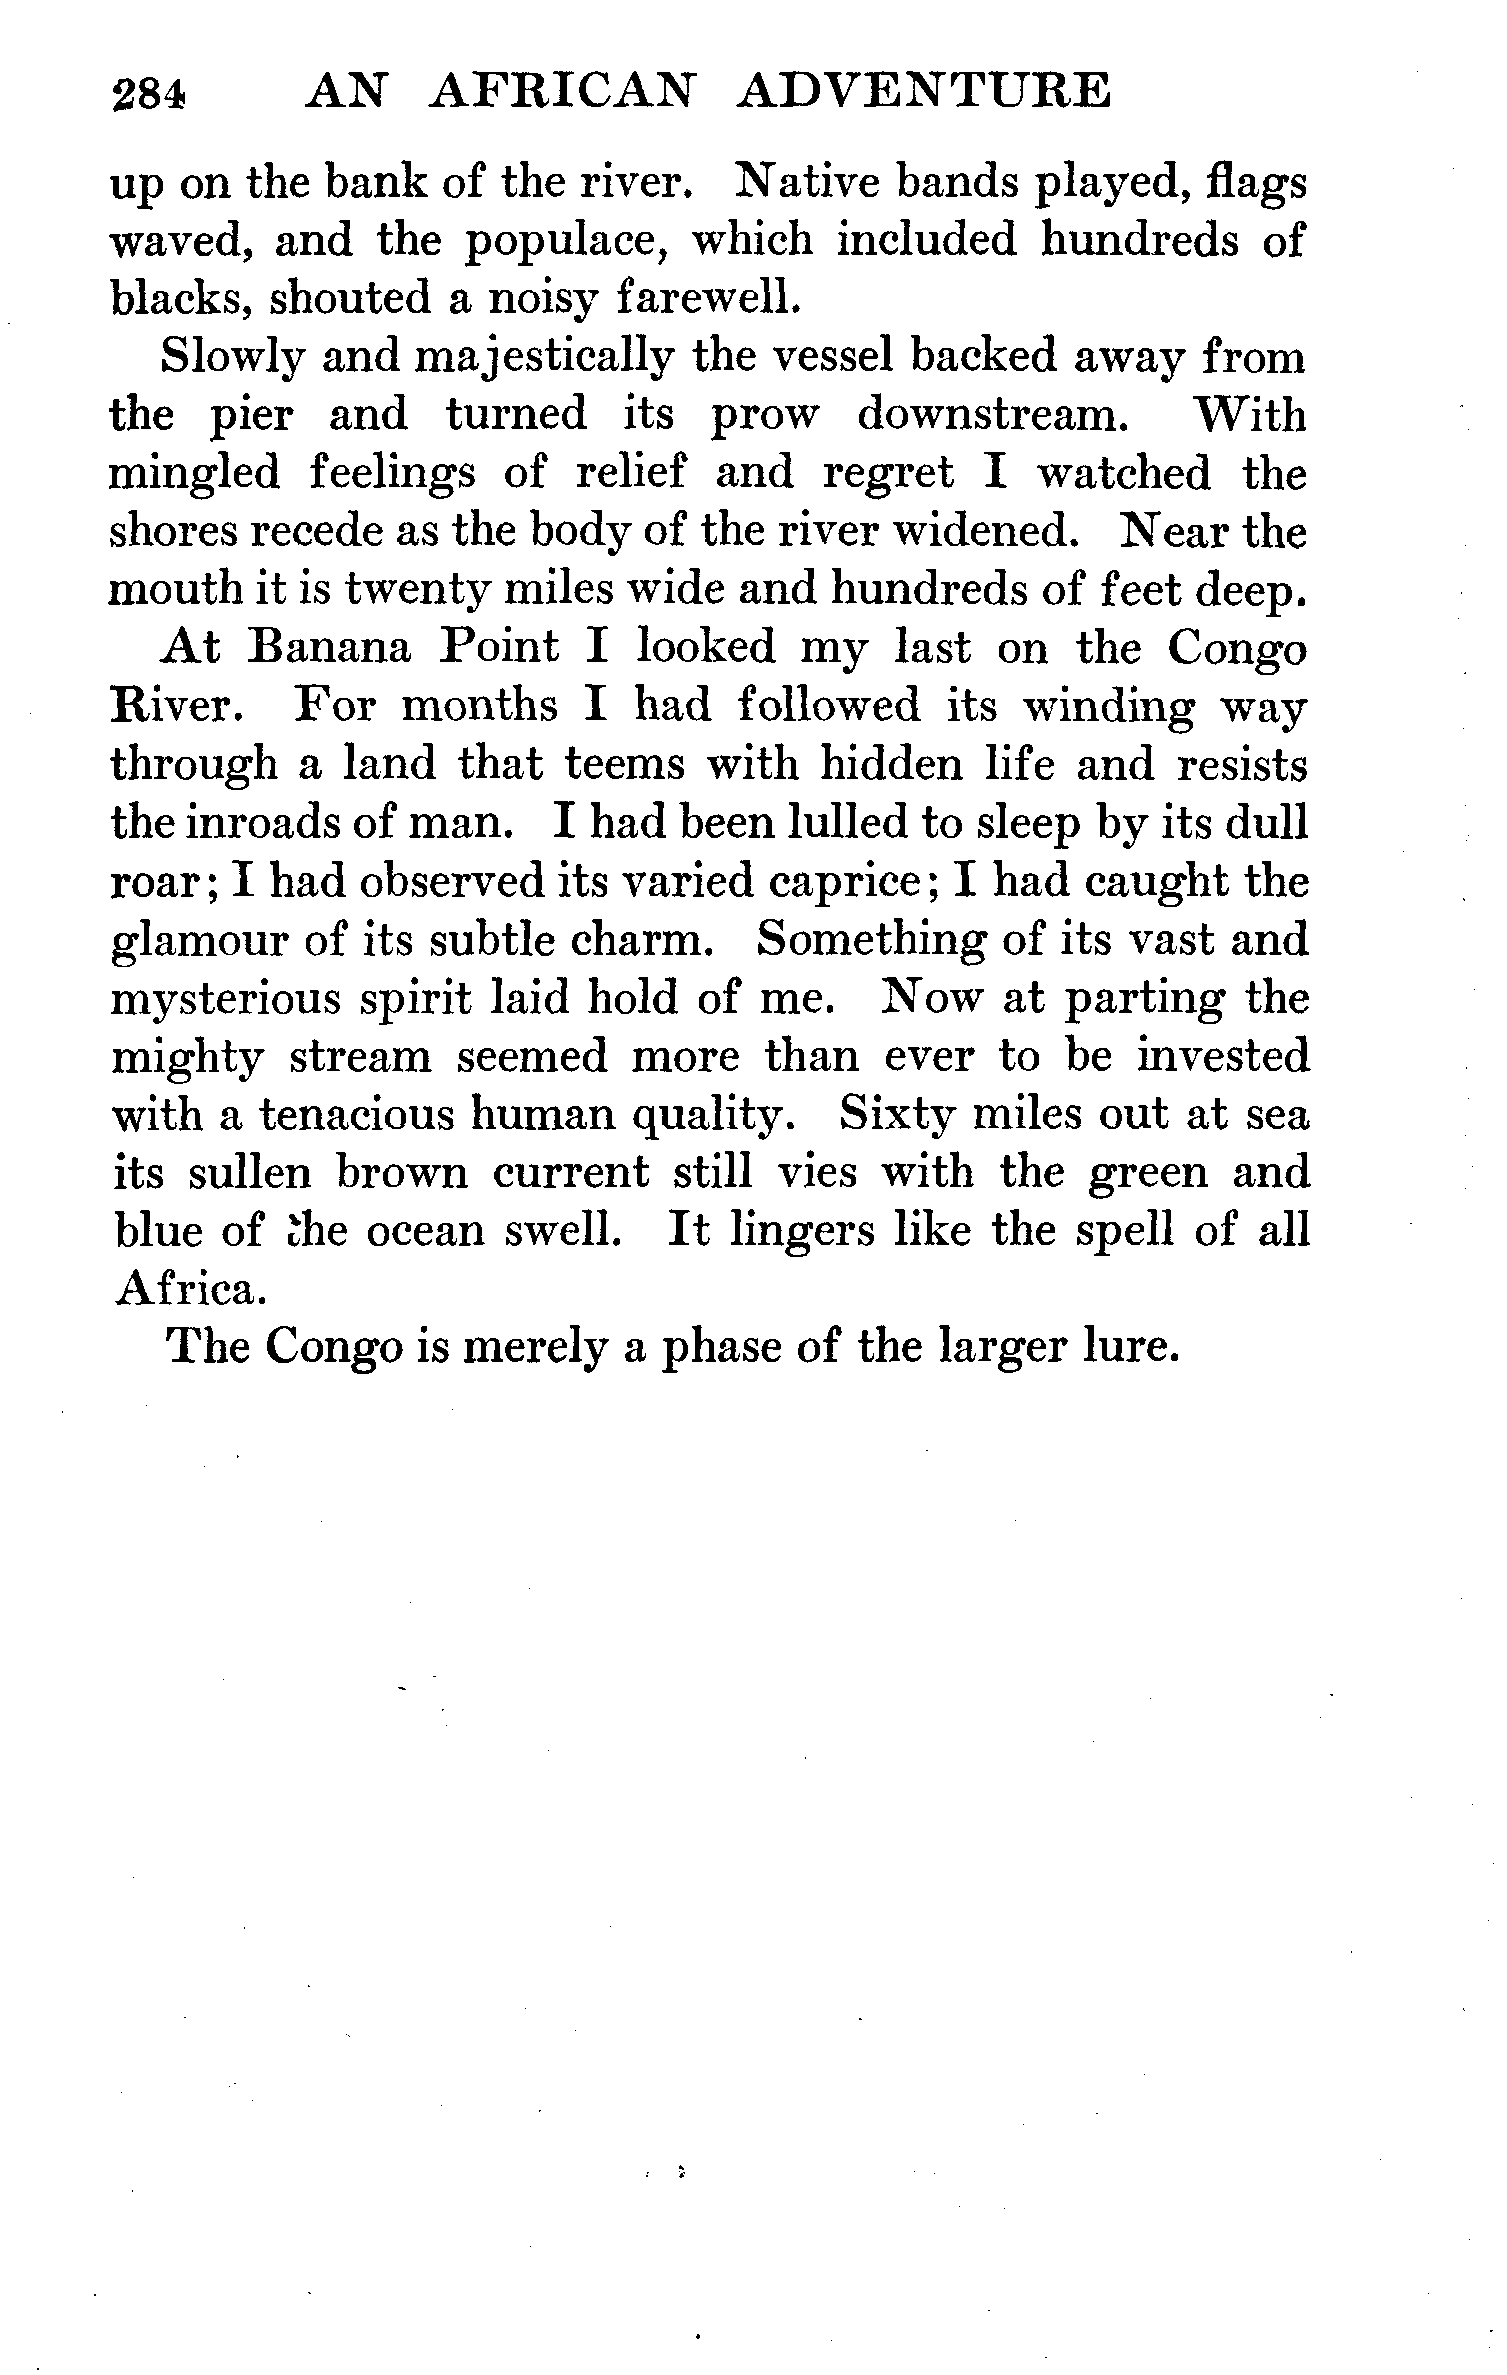 284 AN AFRICAN ADVENTURE
up on the bank of the river. Native bands played, flags
waved, and the populace, which included hundreds of
blacks, shouted a noisy farewell.
Slowly and majestically the vessel backed away from
the pier and turned its prow downstream. With
mingled feelings of relief and regret I watched the
shores recede as the body of the river widened. Near the
mouth it is twenty miles wide and hundreds of feet deep.
At Banana Point I looked my last on the Congo
River. For months I had followed its winding way
through a land that teems with hidden life and resists
the inroads of man. I had been lulled to sleep by its dull
roar; I had observed its varied caprice; I had caught the
glamour of its subtle charm. Something of its vast and
mysterious spirit laid hold of me. Now at parting the
mighty stream seemed more than ever to be invested
with a tenacious human quality. Sixty miles out at sea
its sullen brown current still vies with the green and
blue of the ocean swell. It lingers like the spell of all
Africa.
The Congo is merely a phase of the larger lure.